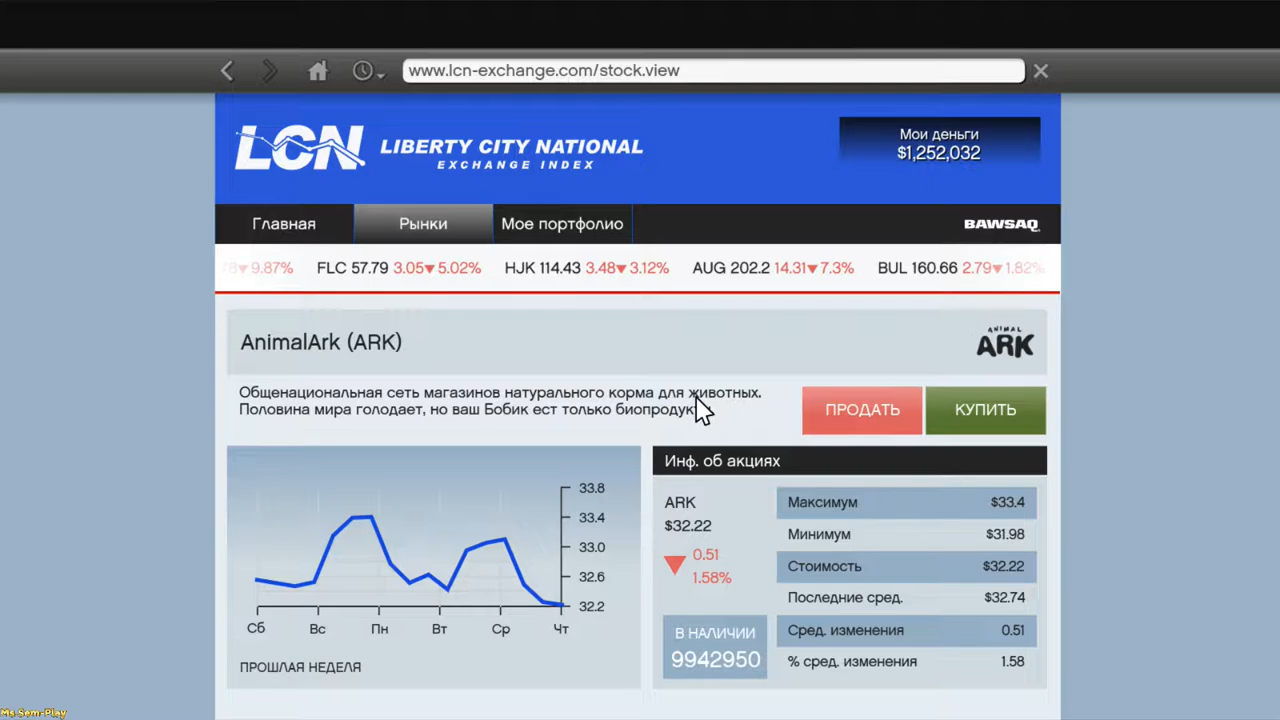 www.lcn-exchange.com/stock.view
LCN
LIBERTY CITY NATIONAL
EXCHANGE INDEX
Мои деньги
$1,252,032
Главная
Рынки
Мое портфолио
BAWSAQ
9.87% FLC 57.79 3.05▼5.02% HJK 114.43 3.48▼3.12% AUG 202.2 14.31▼7.3% BUL 160.66 2.79▼1.82%
AnimalArk (ARK)
ANIMAL
ARK
Общенациональная сеть магазинов натурального корма для животных.
Половина мира голодает, но ваш Бобик ест только
ПРОДАТЬ
КУПИТЬ
33.8
33.4
33.0
32.6
32.2
Сб Вс Пн Вт Ср Чт
ПРОШЛАЯ НЕДЕЛЯ
Инф. об акциях
ARK
$32.22
0.51
1.58%
В НАЛИЧИИ
9942950
Максимум $33.4
Минимум $31.98
Стоимость $32.22
Последние сред. $32.74
Сред. изменения 0.51
% сред. изменения 1.58
Ms.Sem-Play